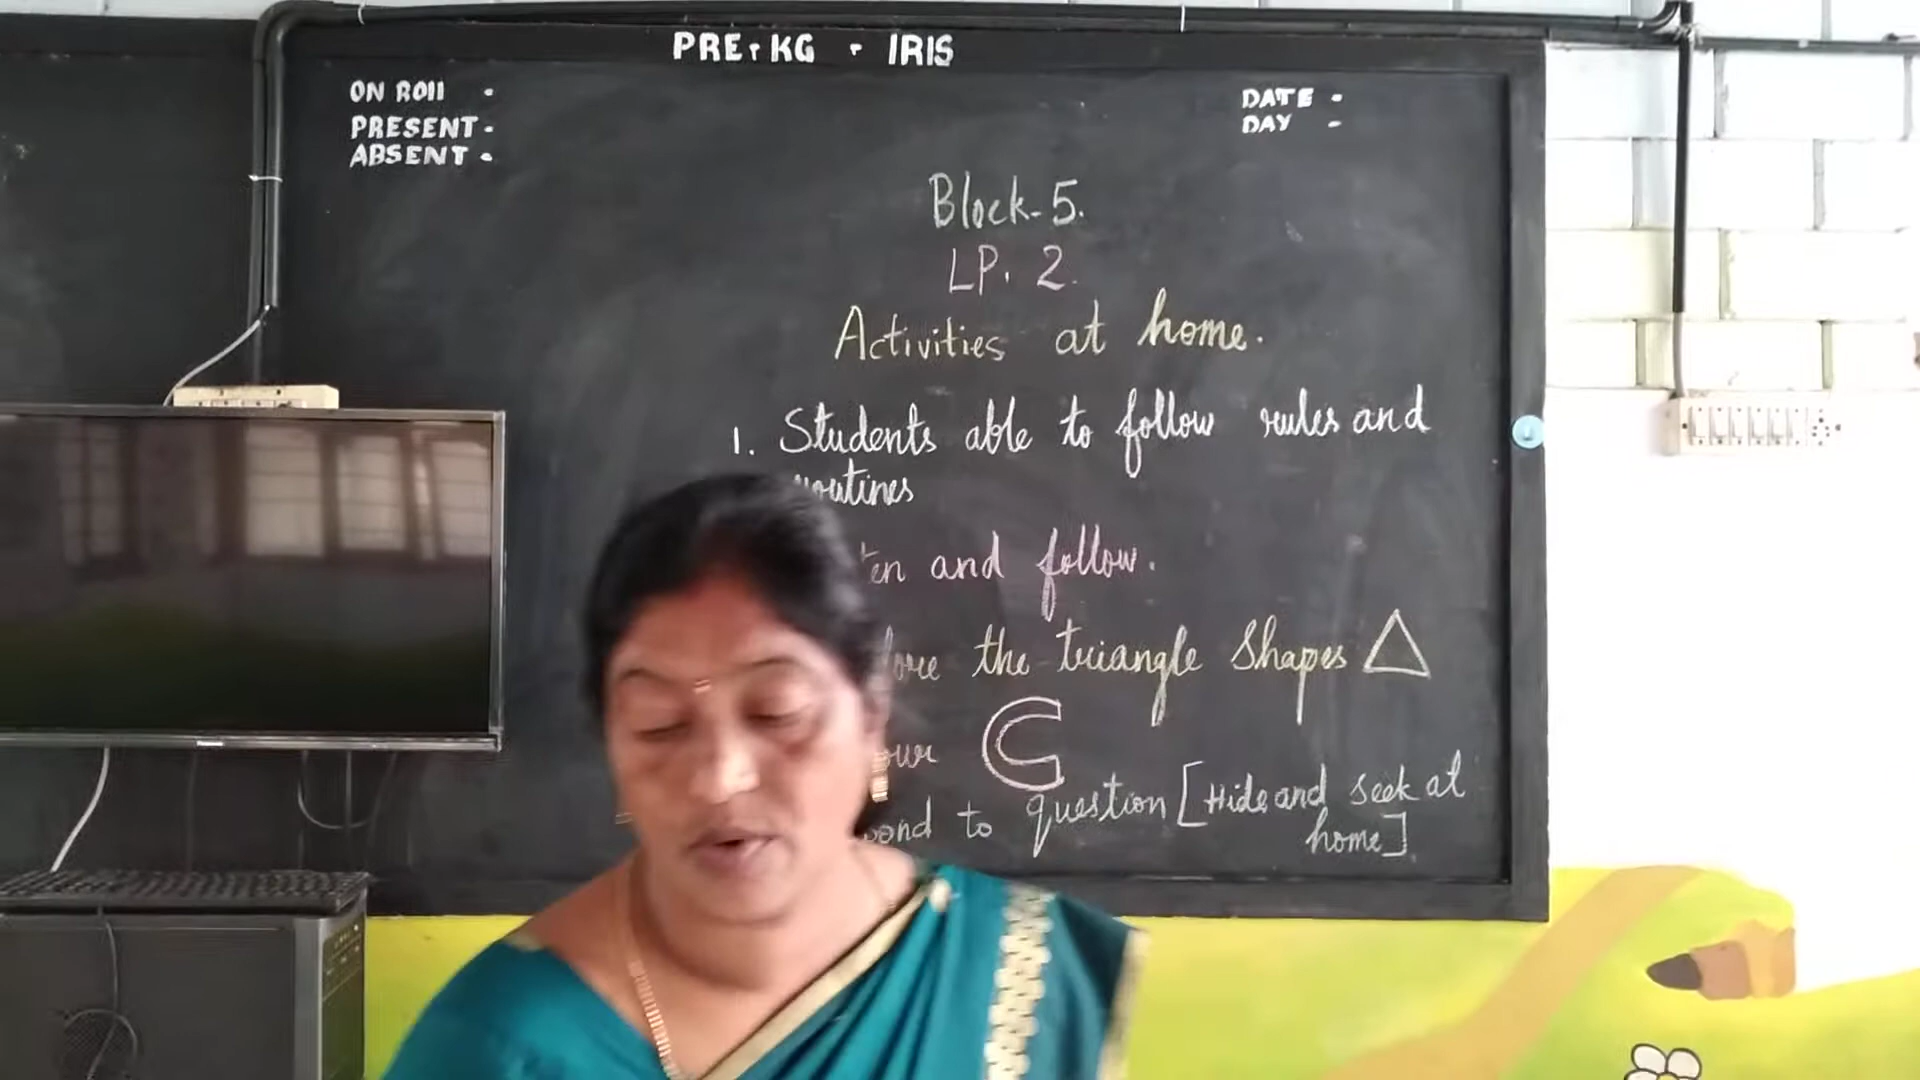 PRE-KG - IRIS
ON ROll -
PRESENT -
ABSENT -
DATE -
DAY -
Block-5.
LP. 2.
Activities at home.
1. Students able to follow rules and
routines
and follow.
the triangle Shapes
C
to question [Hide and Seek at
home]